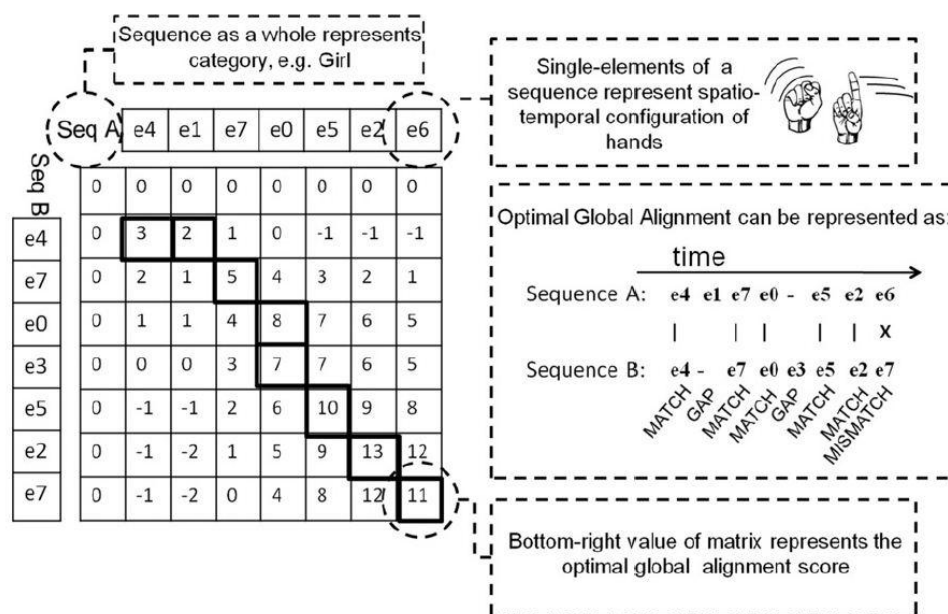 Sequence as a whole represents
category, e.g. Girl
Single-elements of a
sequence represent spatio-
temporal configuration of
hands
Seq A e4 e1 e7 e0 e5 e2 e6
Seq B
0 0 0 0 0 0 0 0
e4 0 3 2 1 0 -1 -1 -1
e7 0 2 1 5 4 3 2 1
e0 0 1 1 4 8 7 6 5
e3 0 0 0 3 7 7 6 5
e5 0 -1 -1 2 6 10 9 8
e2 0 -1 -2 1 5 9 13 12
e7 0 -1 -2 0 4 8 12 11
Optimal Global Alignment can be represented as:
time
Sequence A: e4 e1 e7 e0 - e5 e2 e6
| | | | | x
Sequence B: e4 - e7 e0 e3 e5 e2 e7
MATCH GAP MATCH MATCH GAP MATCH MATCH MISMATCH
Bottom-right value of matrix represents the
optimal global alignment score